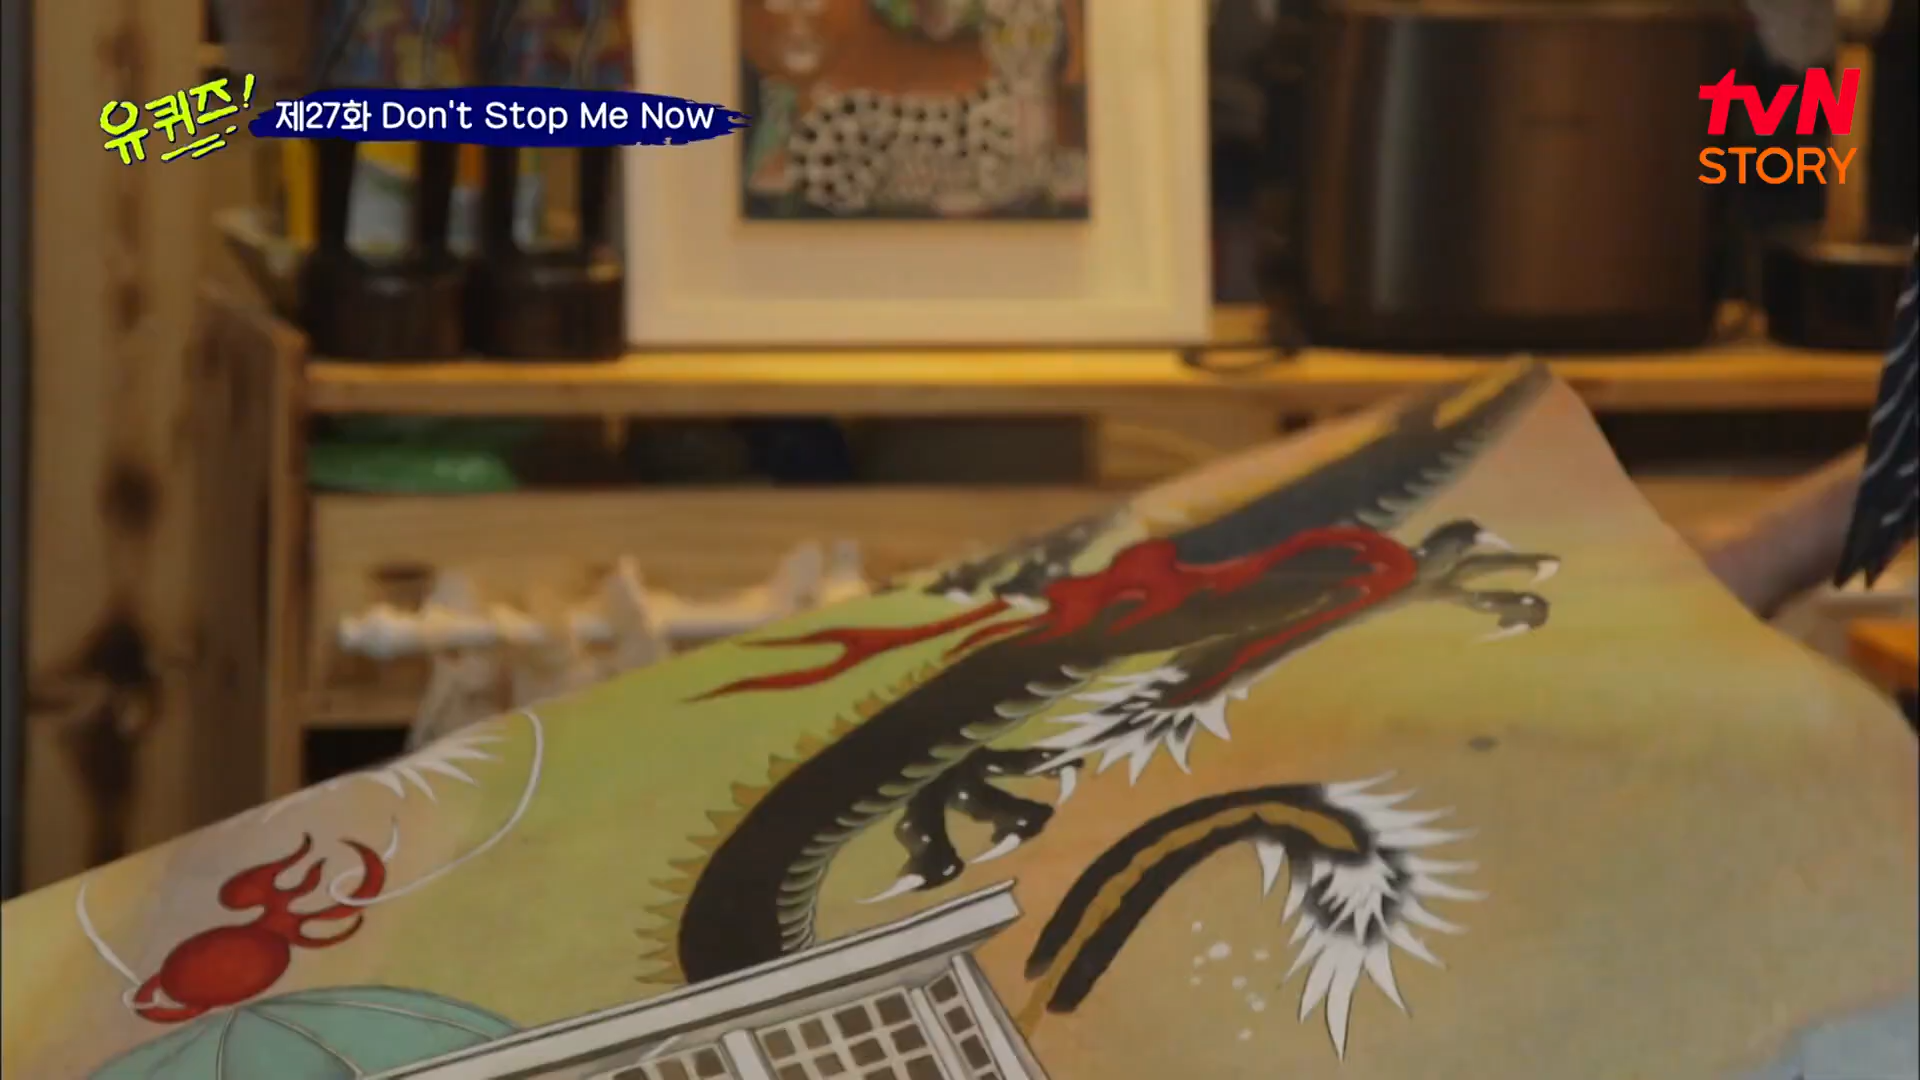 유퀴즈!
제27화 Don't Stop Me Now
tvN
STORY